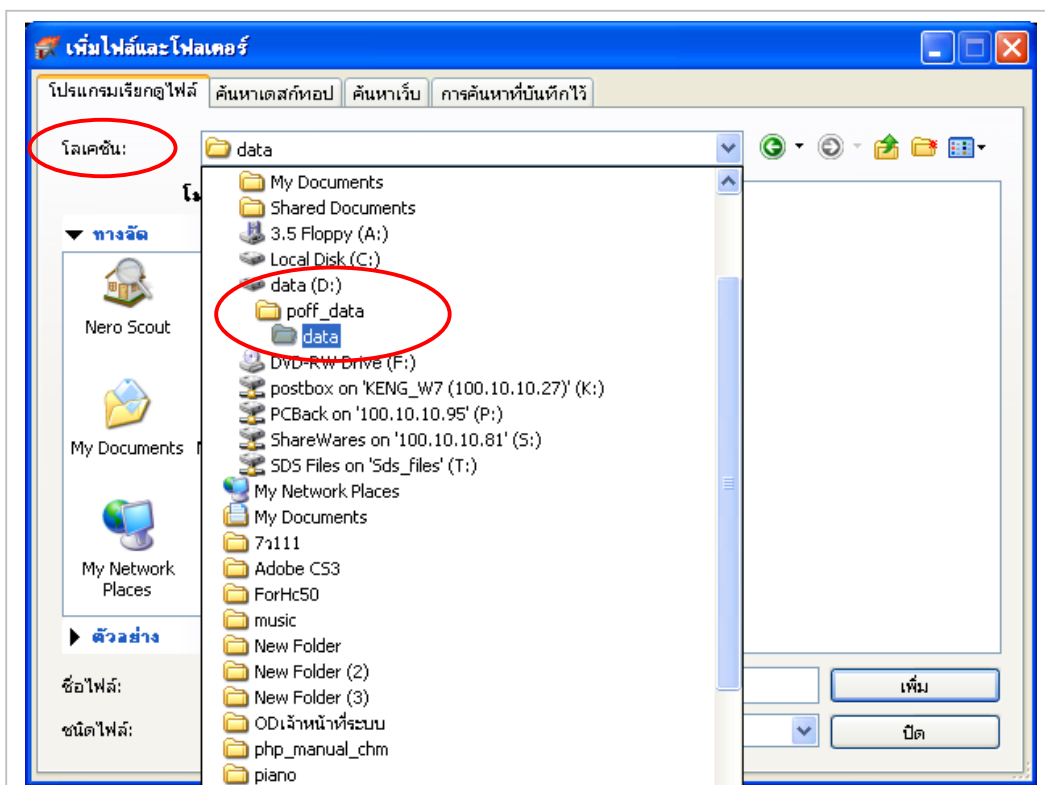 เพิ่มไฟล์และโฟลเดอร์
โปรแกรมเรียกดูไฟล์ ค้นหาเดสก์ทอป ค้นหาเว็บ การค้นหาที่บันทึกไว้
โลเคชัน: data
My Documents
Shared Documents
3.5 Floppy (A:)
ทางลัด
Local Disk (C:)
data (D:)
poff_data
Nero Scout
data
DVD-RW Drive (F:)
postbox on 'KENG_W7 (100.10.10.27)' (K:)
PCBack on '100.10.10.95' (P:)
My Documents
ShareWares on '100.10.10.81' (S:)
SDS Files on 'Sds_files' (T:)
My Network Places
My Documents
7ว111
My Network
Places
Adobe CS3
ForHc50
music
ตัวอย่าง
New Folder
New Folder (2)
New Folder (3)
ชื่อไฟล์: เพิ่ม
ODเจ้าหน้าที่ระบบ
ชนิดไฟล์: ปิด
php_manual_chm
piano